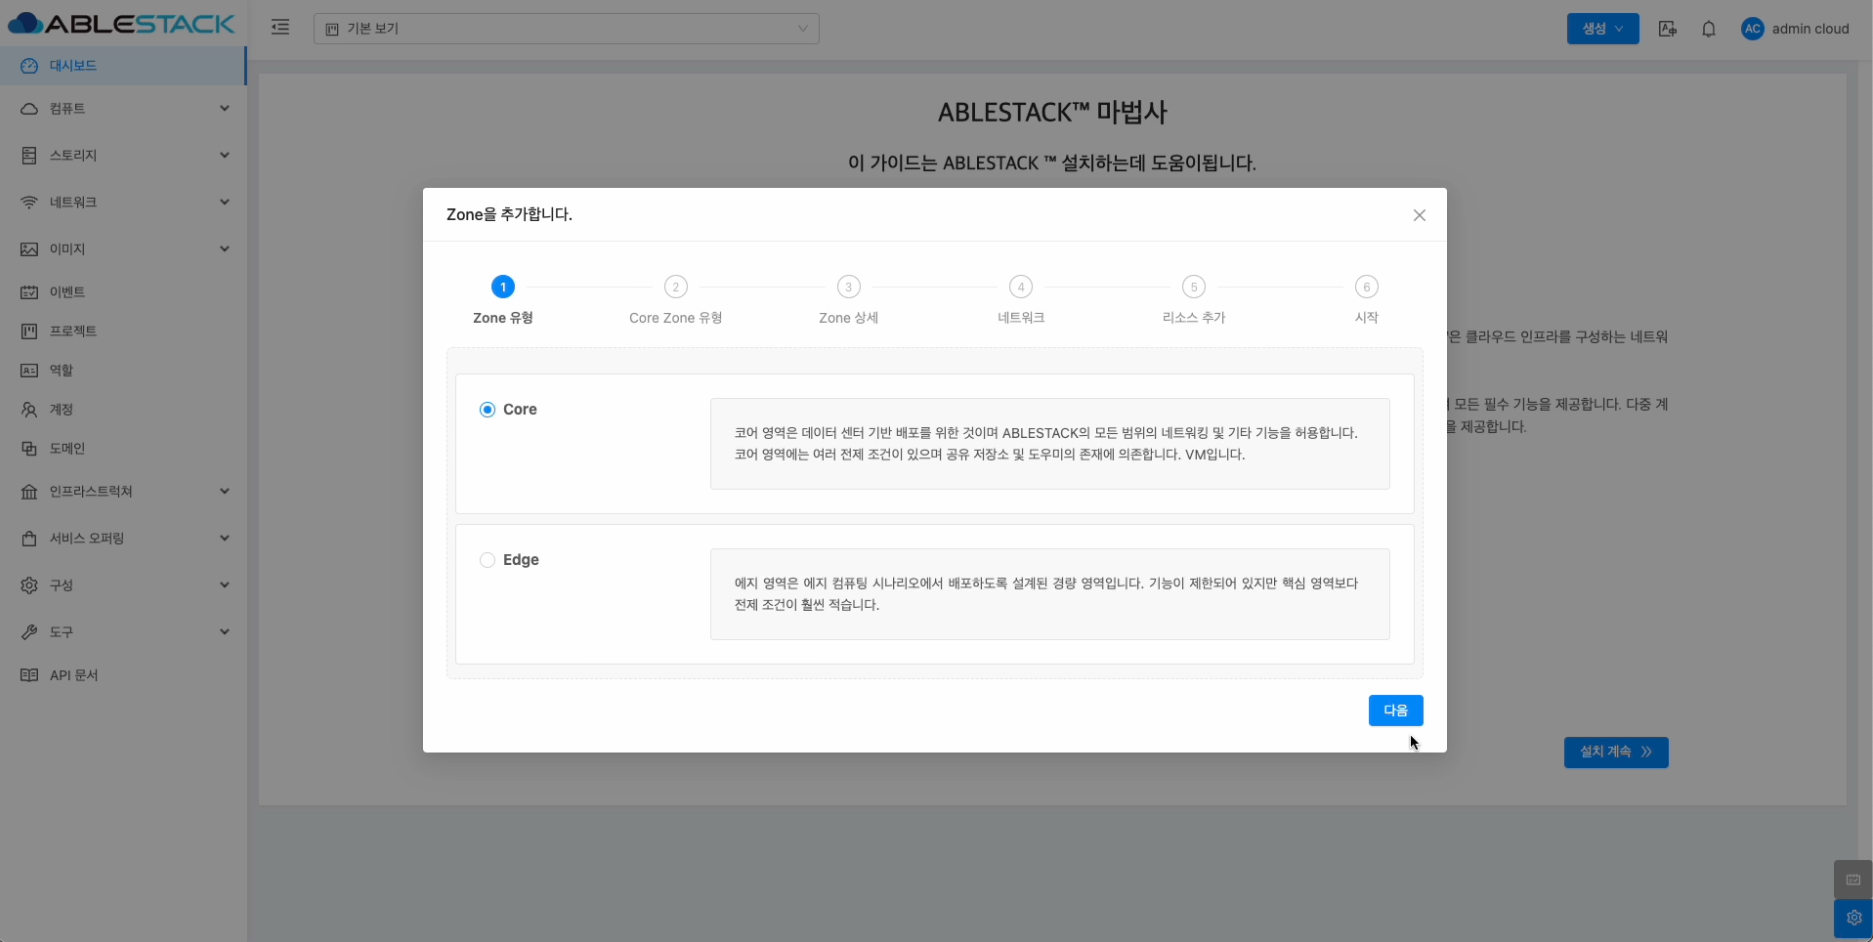 ABLESTACK
기본 보기
생성
AC
admin cloud
대시보드
컴퓨트
스토리지
네트워크
이미지
이벤트
프로젝트
역할
계정
도메인
인프라스트럭쳐
서비스 오퍼링
구성
도구
API 문서
ABLESTACK™ 마법사
이 가이드는 ABLESTACK ™ 설치하는데 도움이됩니다.
은 클라우드 인프라를 구성하는 네트워
모든 필수 기능을 제공합니다. 다중 계
을 제공합니다.
설치 계속
Zone을 추가합니다.
1
2
3
4
5
6
Zone 유형
Core Zone 유형
Zone 상세
네트워크
리소스 추가
시작
Core
코어 영역은 데이터 센터 기반 배포를 위한 것이며 ABLESTACK의 모든 범위의 네트워킹 및 기타 기능을 허용합니다.
코어 영역에는 여러 전제 조건이 있으며 공유 저장소 및 도우미의 존재에 의존합니다. VM입니다.
Edge
에지 영역은 에지 컴퓨팅 시나리오에서 배포하도록 설계된 경량 영역입니다. 기능이 제한되어 있지만 핵심 영역보다
전제 조건이 훨씬 적습니다.
다음